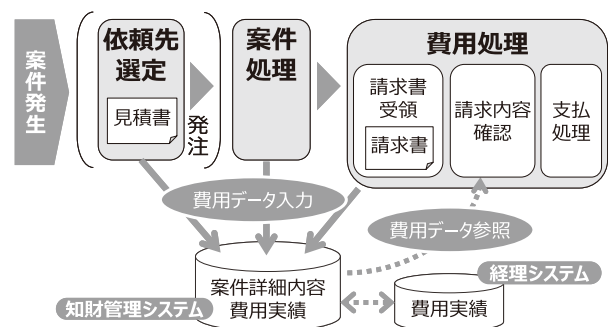 案件発生
依頼先
選定
見積書
発注
案件
処理
費用処理
請求書
受領
請求書
請求内容
確認
支払
処理
費用データ入力
費用データ参照
案件詳細内容
費用実績
知財管理システム
経理システム
費用実績